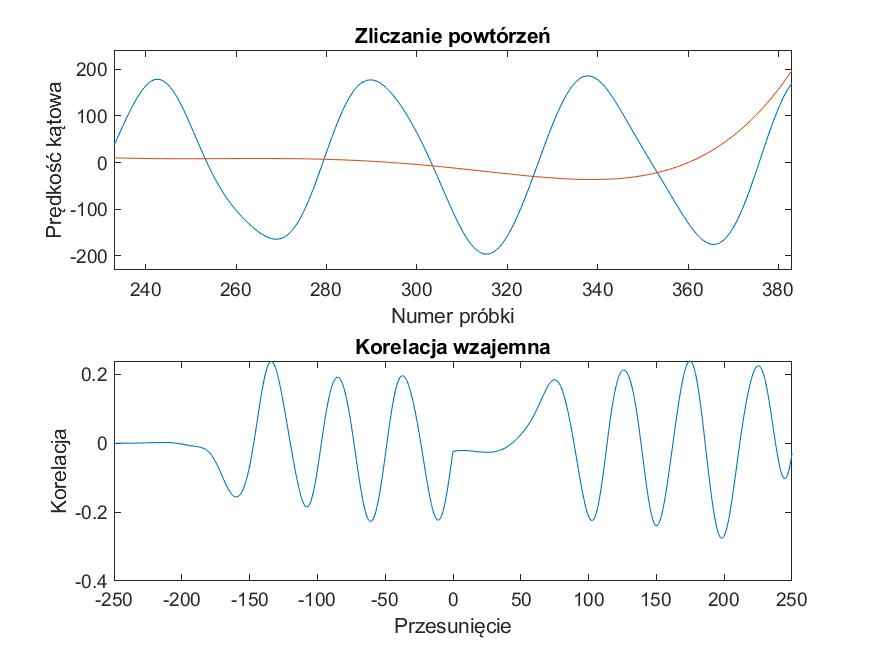 Zliczanie powtórzeń
200
100
0
-100
-200
Prędkość kątowa
240 260 280 300 320 340 360 380
Numer próbki
Korelacja wzajemna
0.2
0
-0.2
-0.4
Korelacja
-250 -200 -150 -100 -50 0 50 100 150 200 250
Przesunięcie